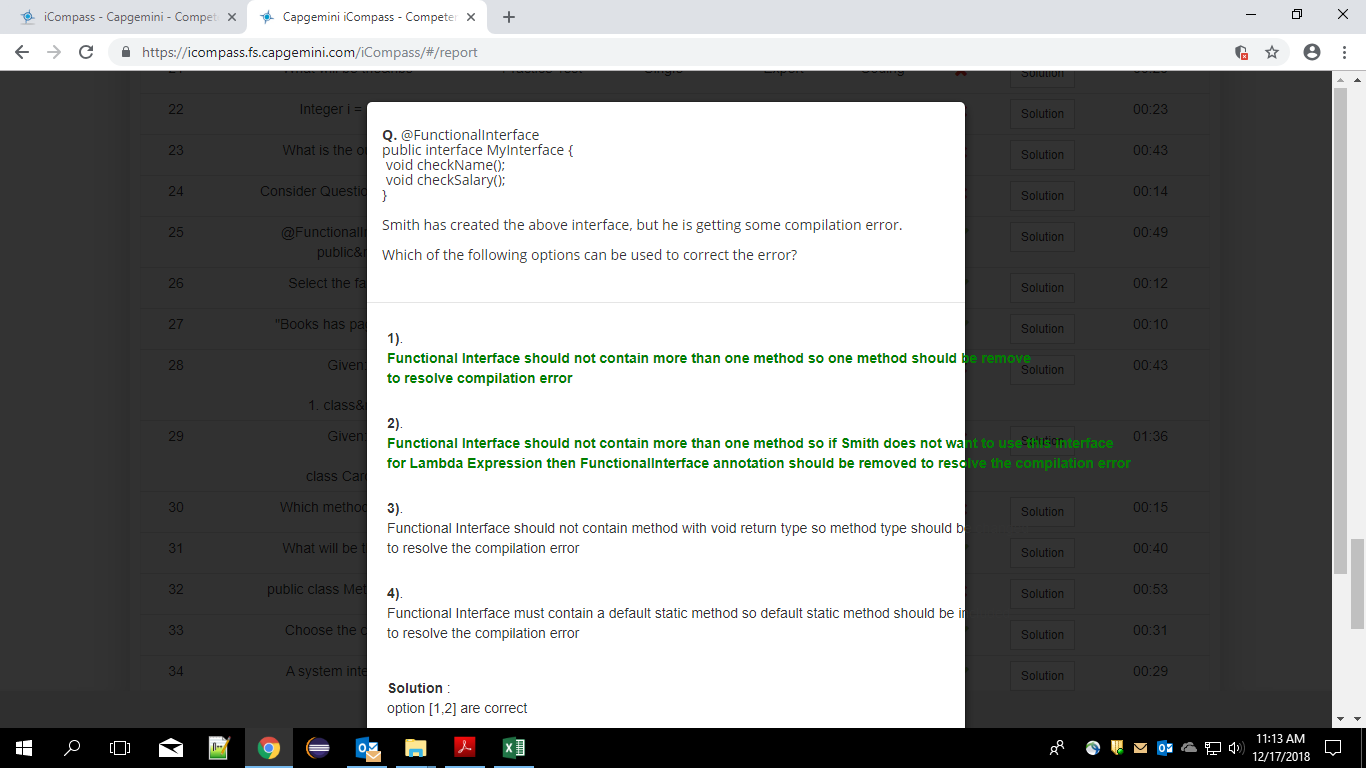 iCompass - Capgemini - Compete
Capgemini iCompass - Competen
https://icompass.fs.capgemini.com/iCompass/#/report
Solution
22 Integer i = Solution 00:23
23 What is the o Solution 00:43
24 Consider Questio Solution 00:14
25 @FunctionalI Solution 00:49
public&
26 Select the fa Solution 00:12
27 "Books has pa Solution 00:10
28 Given: Solution 00:43
1. class&
29 Given: 01:36
class Car
30 Which method Solution 00:15
31 What will be t Solution 00:40
32 public class Met Solution 00:53
33 Choose the c Solution 00:31
34 A system inte Solution 00:29
Q. @FunctionalInterface
public interface MyInterface {
void checkName();
void checkSalary();
}
Smith has created the above interface, but he is getting some compilation error.
Which of the following options can be used to correct the error?
1).
Functional Interface should not contain more than one method so one method should be remove
to resolve compilation error
2).
Functional Interface should not contain more than one method so if Smith does not want to use this interface
for Lambda Expression then FunctionalInterface annotation should be removed to resolve the compilation error
3).
Functional Interface should not contain method with void return type so method type should b
to resolve the compilation error
4).
Functional Interface must contain a default static method so default static method should be i
to resolve the compilation error
Solution :
option [1,2] are correct
11:13 AM
12/17/2018